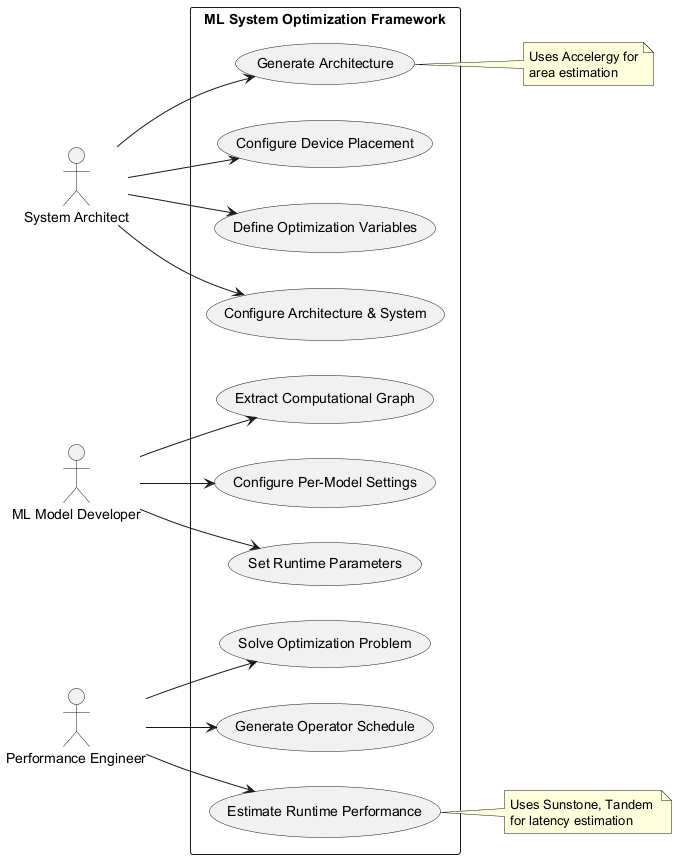 ML System Optimization Framework
Generate Architecture
Uses Accelergy for
area estimation
Configure Device Placement
System Architect
Define Optimization Variables
Configure Architecture & System
Extract Computational Graph
ML Model Developer
Configure Per-Model Settings
Set Runtime Parameters
Solve Optimization Problem
Performance Engineer
Generate Operator Schedule
Estimate Runtime Performance
Uses Sunstone, Tandem
for latency estimation